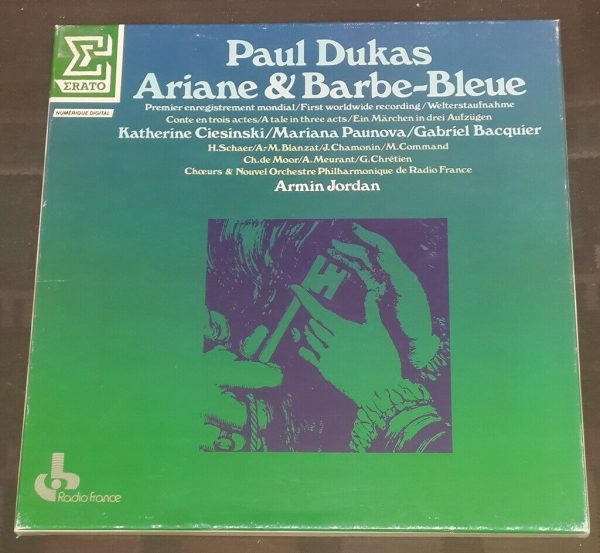 Paul Dukas
Ariane & Barbe-Bleue
ERATO
NUMÉRIQUE DIGITAL
Premier enregistrement mondial/First worldwide recording/Welterstaufnahme
Conte en trois actes/A tale in three acts/Ein Märchen in drei Aufzügen
Katherine Ciesinski/Mariana Paunova/Gabriel Bacquier
H. Schaer/A.-M. Blanzat/J. Chamonin/M. Command
Ch. de Moor/A. Meurant/G. Chrétien
Chœurs & Nouvel Orchestre Philharmonique de Radio France
Armin Jordan
Radio France